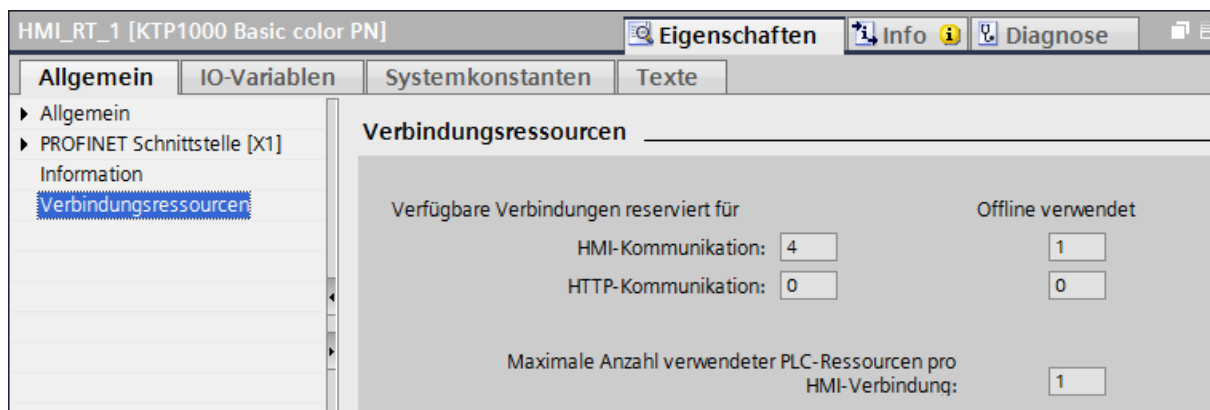 HMI_RT_1 [KTP1000 Basic color PN]
Eigenschaften Info Diagnose
Allgemein IO-Variablen Systemkonstanten Texte
Allgemein
PROFINET Schnittstelle [X1]
Information
Verbindungsressourcen
Verbindungsressourcen
Verfügbare Verbindungen reserviert für Offline verwendet
HMI-Kommunikation: 4 1
HTTP-Kommunikation: 0 0
Maximale Anzahl verwendeter PLC-Ressourcen pro
HMI-Verbindung: 1